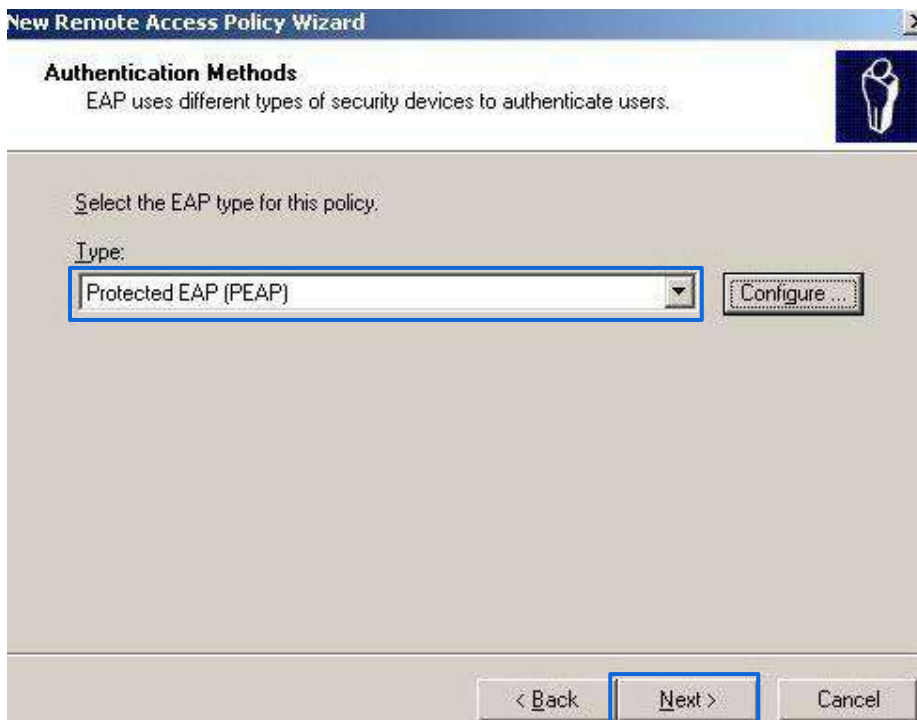 New Remote Access Policy Wizard
Authentication Methods
EAP uses different types of security devices to authenticate users.
Select the EAP type for this policy.
Type:
Protected EAP (PEAP)
Configure ...
< Back
Next >
Cancel